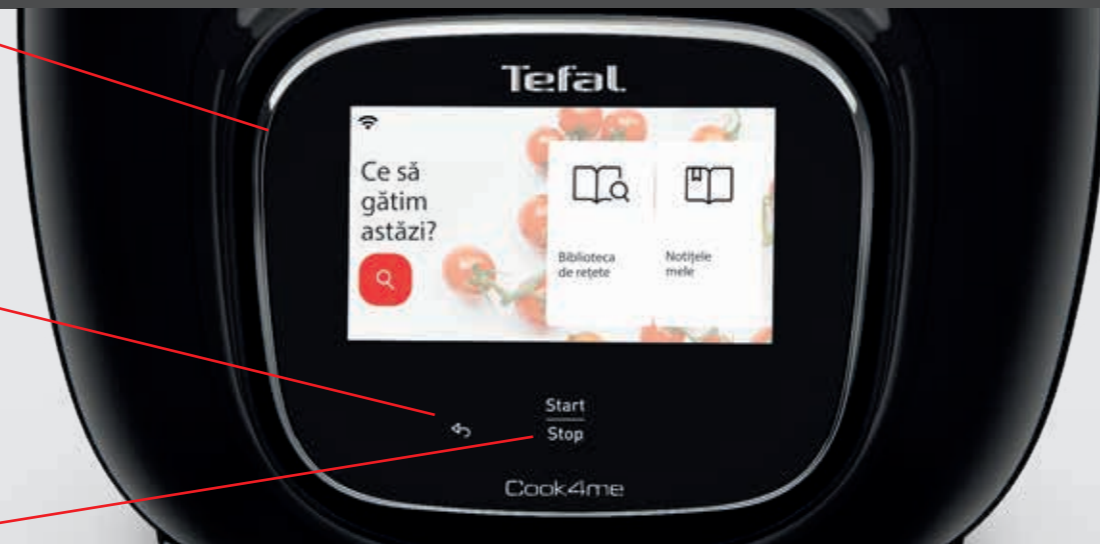 Tefal
Ce să
gătim
astăzi?
Biblioteca
de rețete
Notițele
mele
Start
Stop
Cook4me